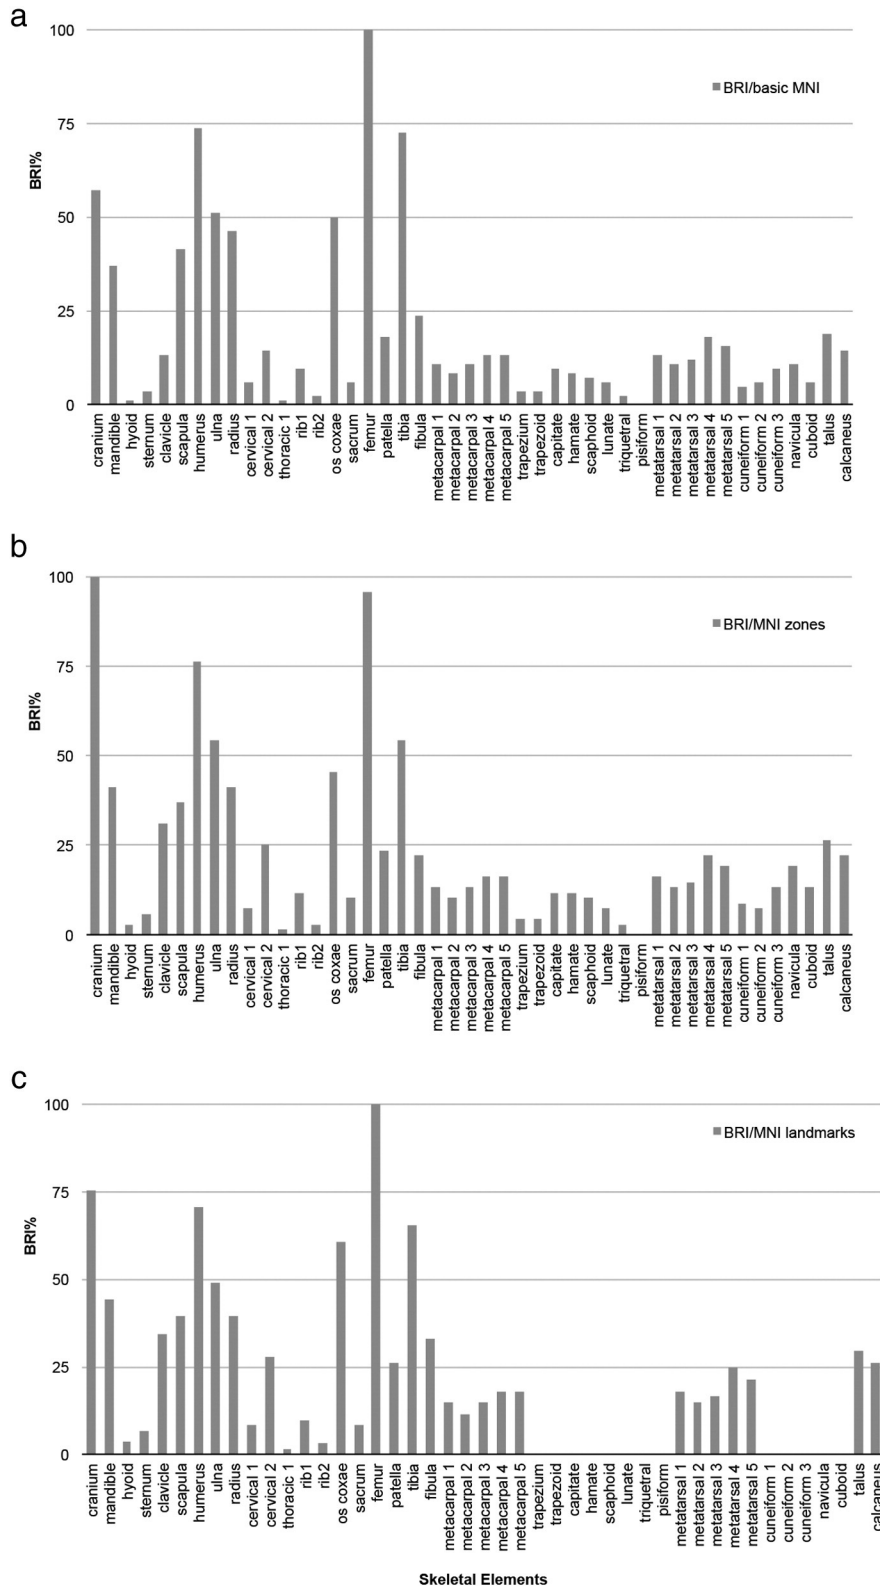 a
100
75
50
25
0
BRI%
BRI/basic MNI
cranium
mandible
hyoid
sternum
clavicle
scapula
humerus
ulna
radius
cervical 1
cervical 2
thoracic 1
rib1
rib2
os coxae
sacrum
femur
patella
tibia
fibula
metacarpal 1
metacarpal 2
metacarpal 3
metacarpal 4
metacarpal 5
trapezium
trapezoid
capitate
hamate
scaphoid
lunate
triquetral
pisiform
metatarsal 1
metatarsal 2
metatarsal 3
metatarsal 4
metatarsal 5
cuneiform 1
cuneiform 2
cuneiform 3
navicula
cuboid
talus
calcaneus
b
100
75
50
25
0
BRI%
BRI/MNI zones
cranium
mandible
hyoid
sternum
clavicle
scapula
humerus
ulna
radius
cervical 1
cervical 2
thoracic 1
rib1
rib2
os coxae
sacrum
femur
patella
tibia
fibula
metacarpal 1
metacarpal 2
metacarpal 3
metacarpal 4
metacarpal 5
trapezium
trapezoid
capitate
hamate
scaphoid
lunate
triquetral
pisiform
metatarsal 1
metatarsal 2
metatarsal 3
metatarsal 4
metatarsal 5
cuneiform 1
cuneiform 2
cuneiform 3
navicula
cuboid
talus
calcaneus
c
100
75
50
25
0
BRI%
BRI/MNI landmarks
cranium
mandible
hyoid
sternum
clavicle
scapula
humerus
ulna
radius
cervical 1
cervical 2
thoracic 1
rib1
rib2
os coxae
sacrum
femur
patella
tibia
fibula
metacarpal 1
metacarpal 2
metacarpal 3
metacarpal 4
metacarpal 5
trapezium
trapezoid
capitate
hamate
scaphoid
lunate
triquetral
pisiform
metatarsal 1
metatarsal 2
metatarsal 3
metatarsal 4
metatarsal 5
cuneiform 1
cuneiform 2
cuneiform 3
navicula
cuboid
talus
calcaneus
Skeletal Elements